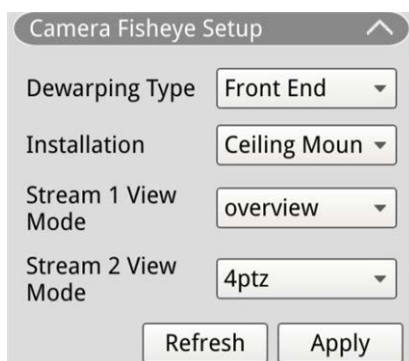 Camera Fisheye Setup
Dewarping Type Front End
Installation Ceiling Moun
Stream 1 View
Mode
overview
Stream 2 View
Mode
4ptz
Refresh Apply